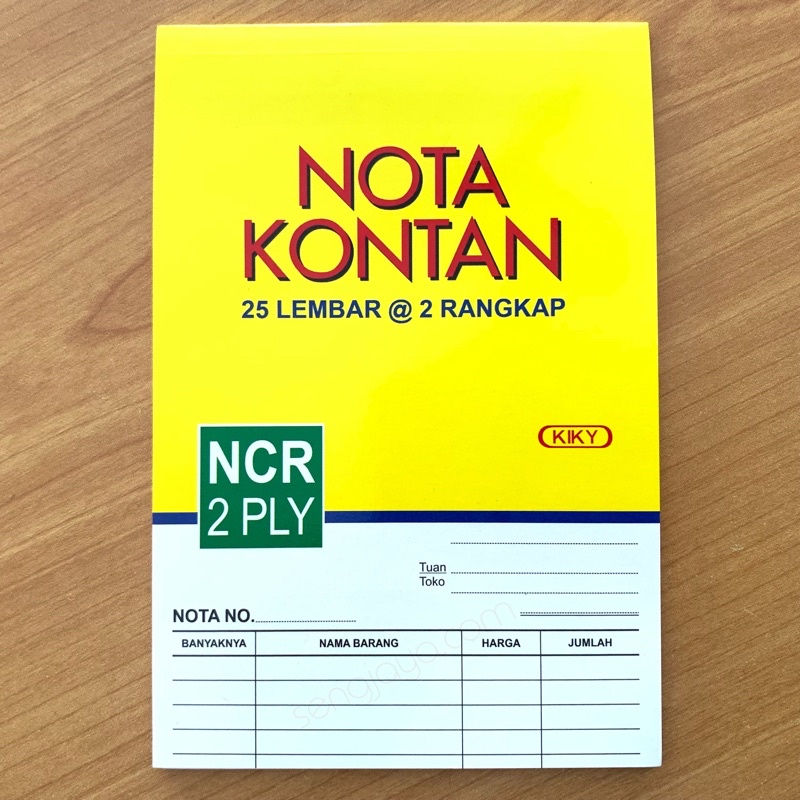 NOTA
KONTAN
25 LEMBAR @ 2 RANGKAP
KIKY
NCR
2 PLY
Tuan
Toko
NOTA NO.
BANYAKNYA NAMA BARANG HARGA JUMLAH
sengjaya.com